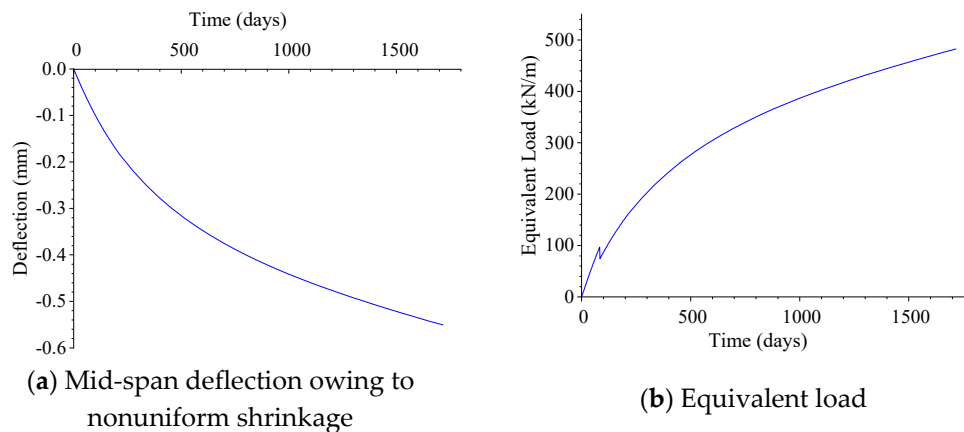 Time (days)
0 500 1000 1500
0.0
-0.1
-0.2
-0.3
-0.4
-0.5
-0.6
Deflection (mm)
(a) Mid-span deflection owing to
nonuniform shrinkage
500
400
300
200
100
0
Equivalent Load (kN/m)
0 500 1000 1500
Time (days)
(b) Equivalent load